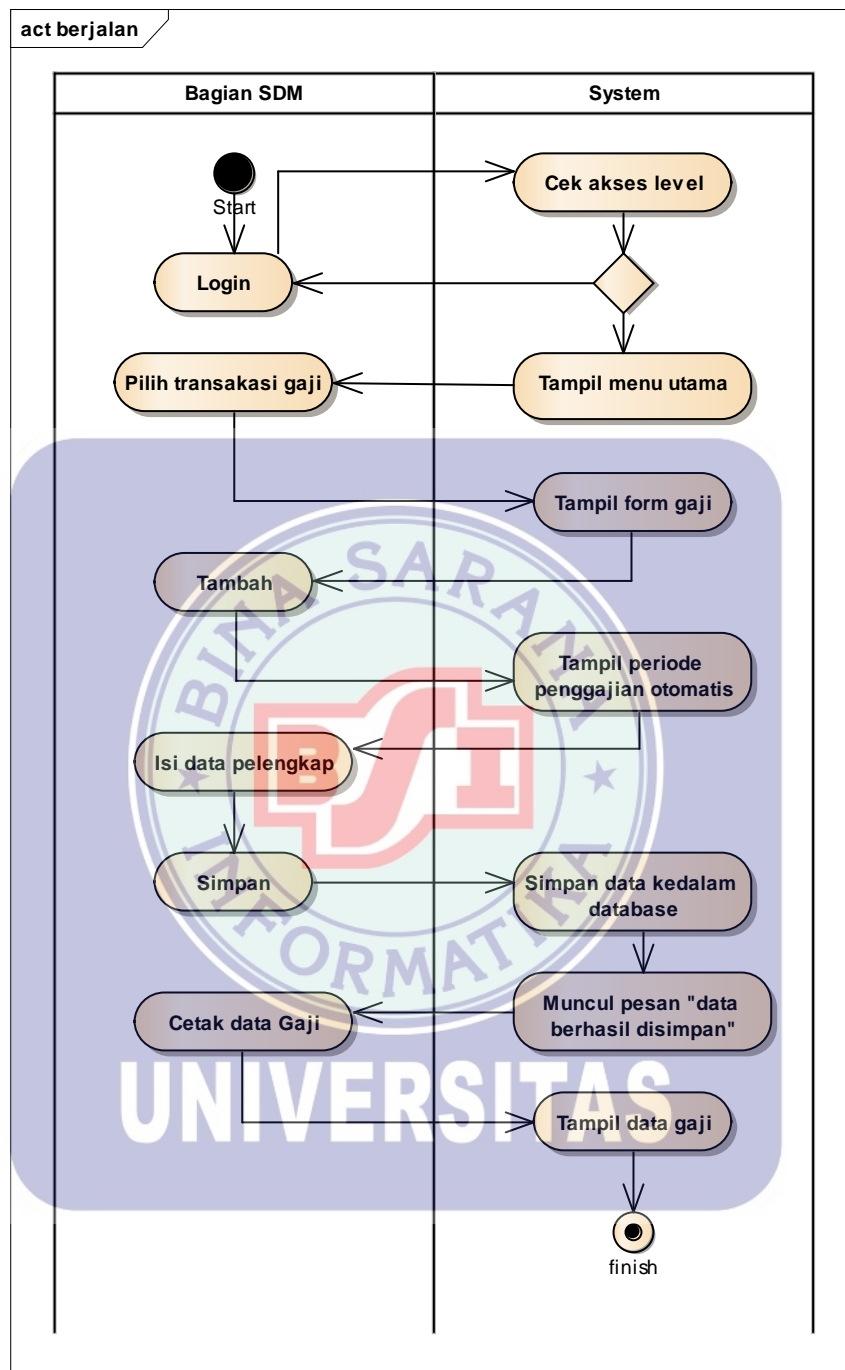 act berjalan
Bagian SDM
System
Start
Cek akses level
Login
Pilih transakasi gaji
Tampil menu utama
Tampil form gaji
Tambah
Tampil periode
penggajian otomatis
Isi data pelengkap
Simpan
Simpan data kedalam
database
Muncul pesan "data
berhasil disimpan"
Cetak data Gaji
Tampil data gaji
finish
BINA SARANA
BSI
INFORMATIKA
UNIVERSITAS